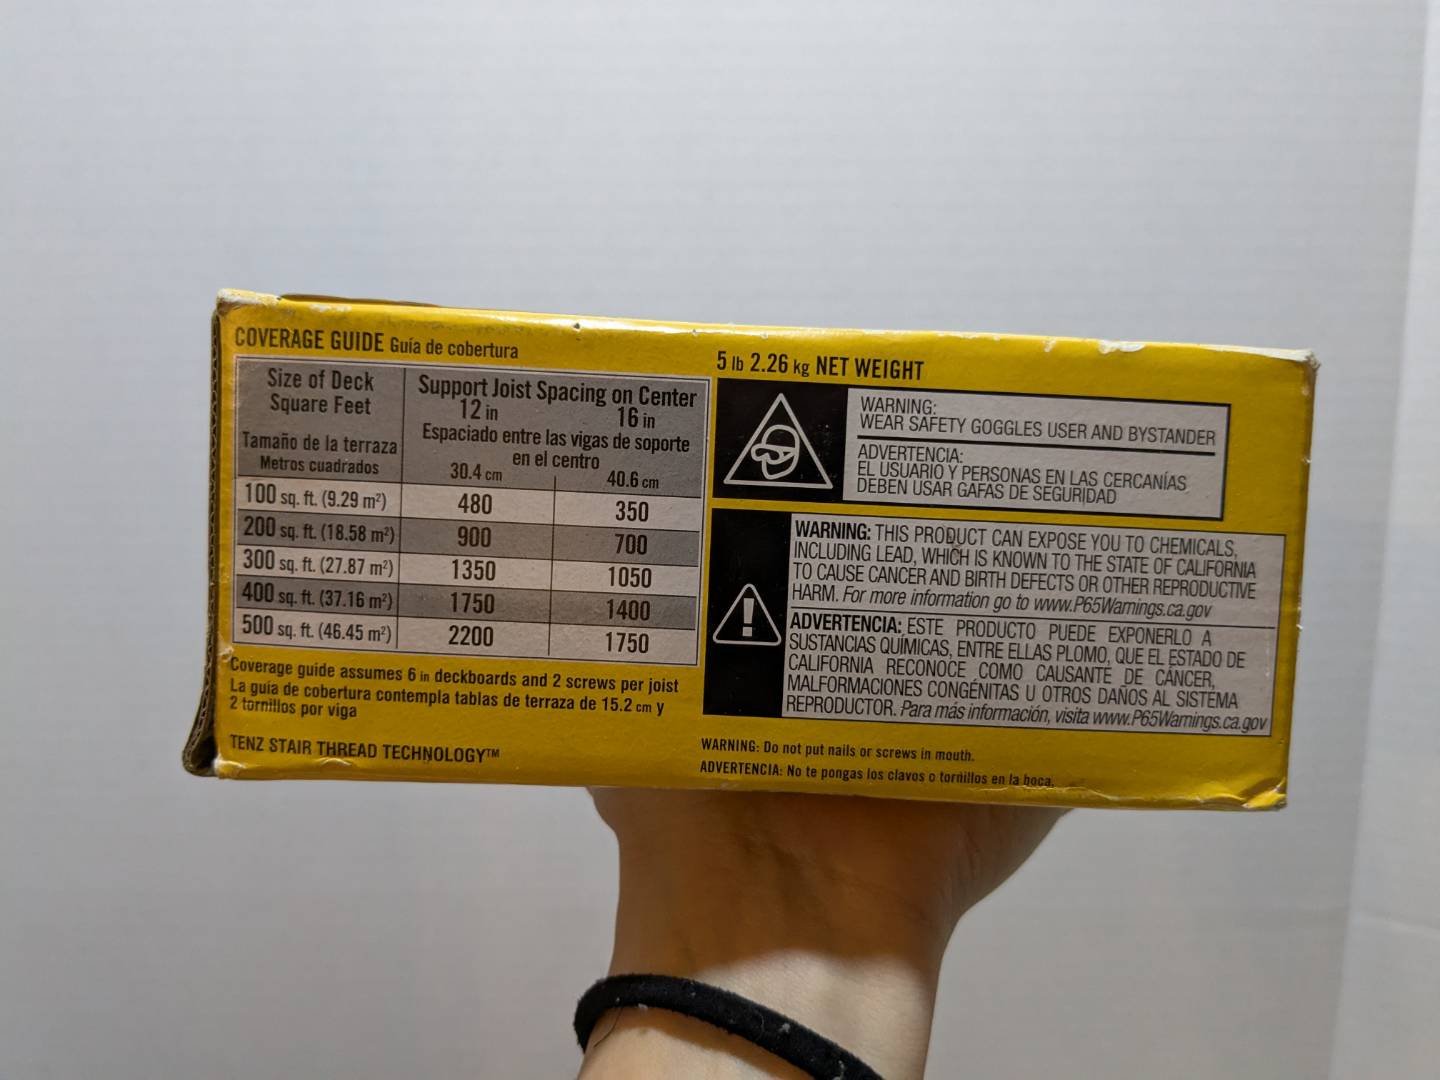 COVERAGE GUIDE Guía de cobertura
Size of Deck
Square Feet
Tamaño de la terraza
Metros cuadrados
Support Joist Spacing on Center
12 in 16 in
Espaciado entre las vigas de soporte
en el centro
30.4 cm 40.6 cm
100 sq. ft. (9.29 m²) 480 350
200 sq. ft. (18.58 m²) 900 700
300 sq. ft. (27.87 m²) 1350 1050
400 sq. ft. (37.16 m²) 1750 1400
500 sq. ft. (46.45 m²) 2200 1750
Coverage guide assumes 6 in deckboards and 2 screws per joist
La guía de cobertura contempla tablas de terraza de 15.2 cm y
2 tornillos por viga
TENZ STAIR THREAD TECHNOLOGY™
5 lb 2.26 kg NET WEIGHT
WARNING:
WEAR SAFETY GOGGLES USER AND BYSTANDER
ADVERTENCIA:
EL USUARIO Y PERSONAS EN LAS CERCANÍAS
DEBEN USAR GAFAS DE SEGURIDAD
WARNING: THIS PRODUCT CAN EXPOSE YOU TO CHEMICALS,
INCLUDING LEAD, WHICH IS KNOWN TO THE STATE OF CALIFORNIA
TO CAUSE CANCER AND BIRTH DEFECTS OR OTHER REPRODUCTIVE
HARM. For more information go to www.P65Warnings.ca.gov
ADVERTENCIA: ESTE PRODUCTO PUEDE EXPONERLO A
SUSTANCIAS QUÍMICAS, ENTRE ELLAS PLOMO, QUE EL ESTADO DE
CALIFORNIA RECONOCE COMO CAUSANTE DE CÁNCER,
MALFORMACIONES CONGÉNITAS U OTROS DAÑOS AL SISTEMA
REPRODUCTOR. Para más información, visita www.P65Warnings.ca.gov
WARNING: Do not put nails or screws in mouth.
ADVERTENCIA: No te pongas los clavos o tornillos en la boca.